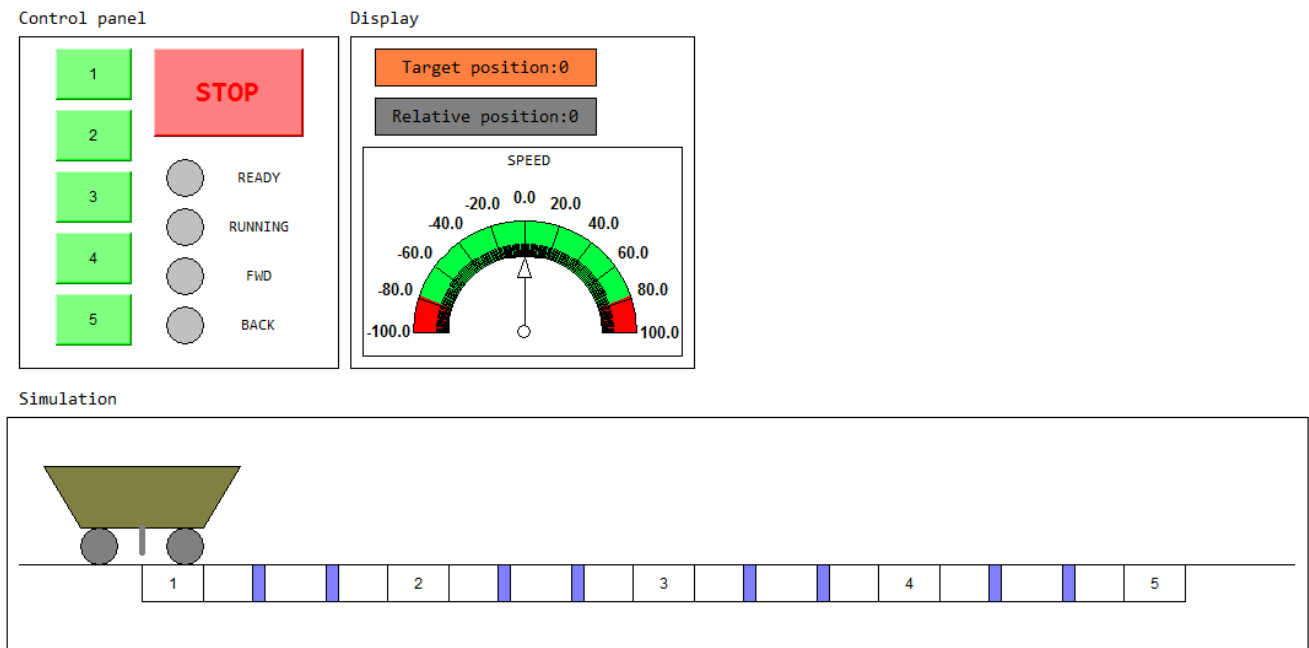 Control panel
1
2
3
4
5
STOP
READY
RUNNING
FWD
BACK
Display
Target position:0
Relative position:0
SPEED
-100.0
-80.0
-60.0
-40.0
-20.0
0.0
20.0
40.0
60.0
80.0
100.0
Simulation
1 2 3 4 5